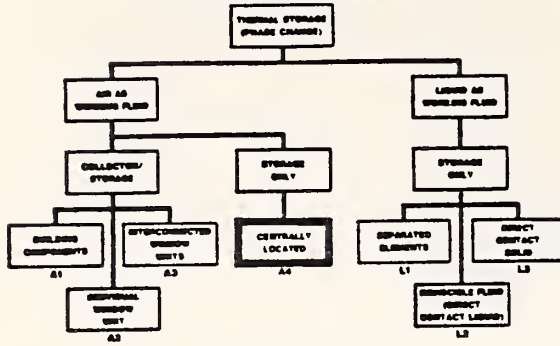 THERMAL STORAGE
(PHASE CHANGE)
AIR AS
WORKING FLUID
LIQUID AS
WORKING FLUID
COLLECTOR/
STORAGE
STORAGE
ONLY
STORAGE
ONLY
BUILDING
COMPONENTS
A1
INTERCONNECTED
WINDOW
UNITS
A3
CENTRALLY
LOCATED
A4
SEPARATED
ELEMENTS
L1
DIRECT
CONTACT
SOLID
L3
INDIVIDUAL
WINDOW
UNIT
A2
IMMISCIBLE FLUID
(DIRECT
CONTACT LIQUID)
L2